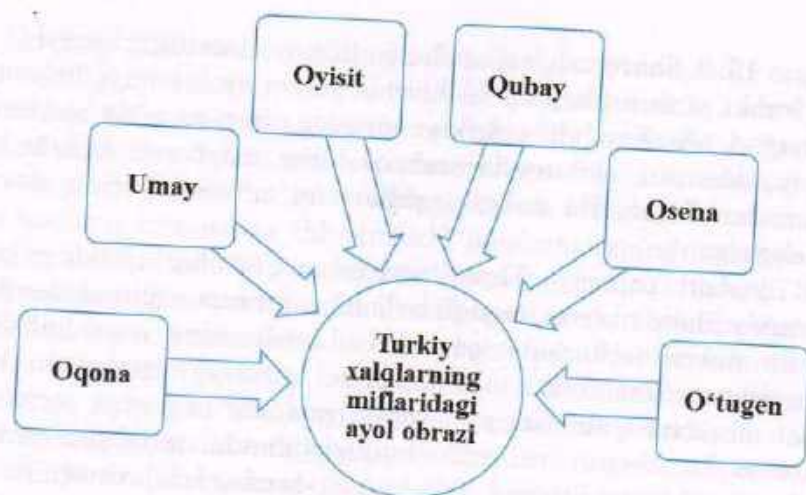 Oyisit
Qubay
Umay
Osena
Oqona
Turkiy
xalqlarning
miflaridagi
ayol obrazi
O‘tugen